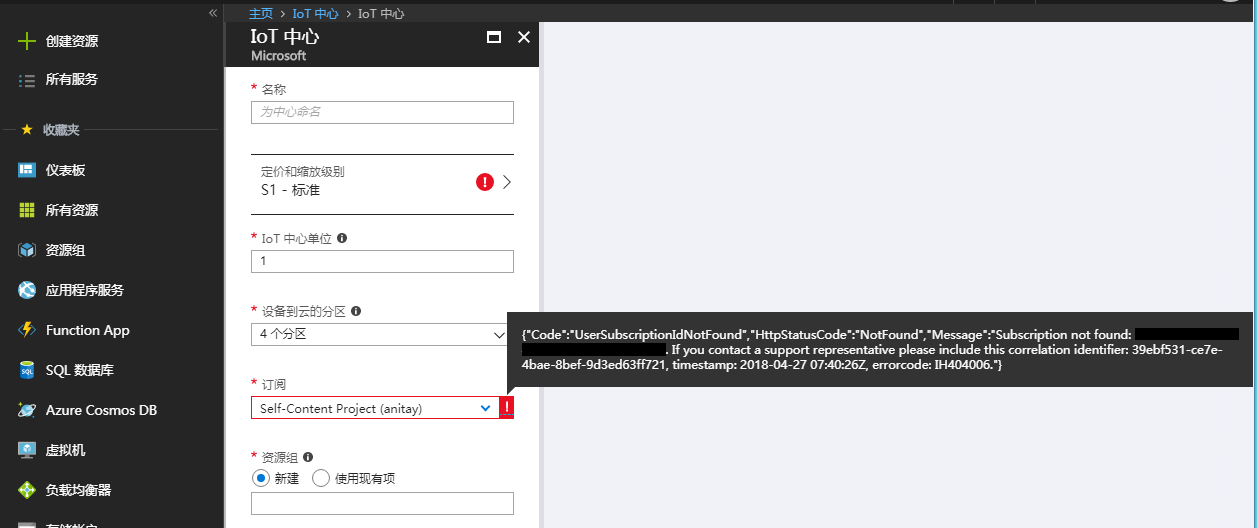 主页 > IoT 中心 > IoT 中心
创建资源
所有服务
收藏夹
仪表板
所有资源
资源组
应用程序服务
Function App
SQL 数据库
Azure Cosmos DB
虚拟机
负载均衡器
存储帐户
IoT 中心
Microsoft
* 名称
为中心命名
定价和缩放级别
S1 - 标准
* IoT 中心单位
1
* 设备到云的分区
4 个分区
* 订阅
Self-Content Project (anitay)
* 资源组
新建 使用现有项
{"Code":"UserSubscriptionIdNotFound","HttpStatusCode":"NotFound","Message":"Subscription not found:
. If you contact a support representative please include this correlation identifier: 39ebf531-ce7e-
4bae-8bef-9d3ed63ff721, timestamp: 2018-04-27 07:40:26Z, errorcode: IH404006."}